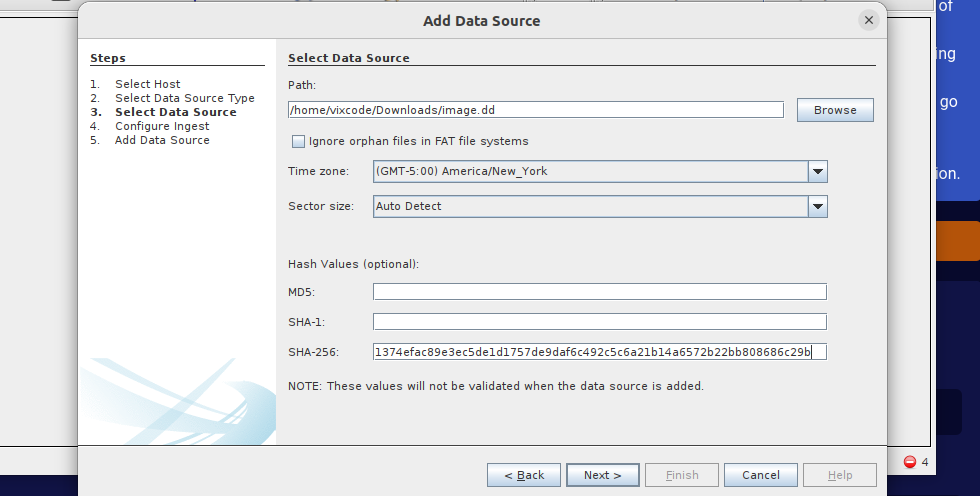 Add Data Source
of
ing
go
ion.
Steps
1. Select Host
2. Select Data Source Type
3. Select Data Source
4. Configure Ingest
5. Add Data Source
Select Data Source
Path:
/home/vixcode/Downloads/image.dd
Browse
Ignore orphan files in FAT file systems
Time zone: (GMT-5:00) America/New_York
Sector size: Auto Detect
Hash Values (optional):
MD5:
SHA-1:
SHA-256: 1374efac89e3ec5de1d1757de9daf6c492c5c6a21b14a6572b22bb808686c29b
NOTE: These values will not be validated when the data source is added.
< Back Next > Finish Cancel Help
4